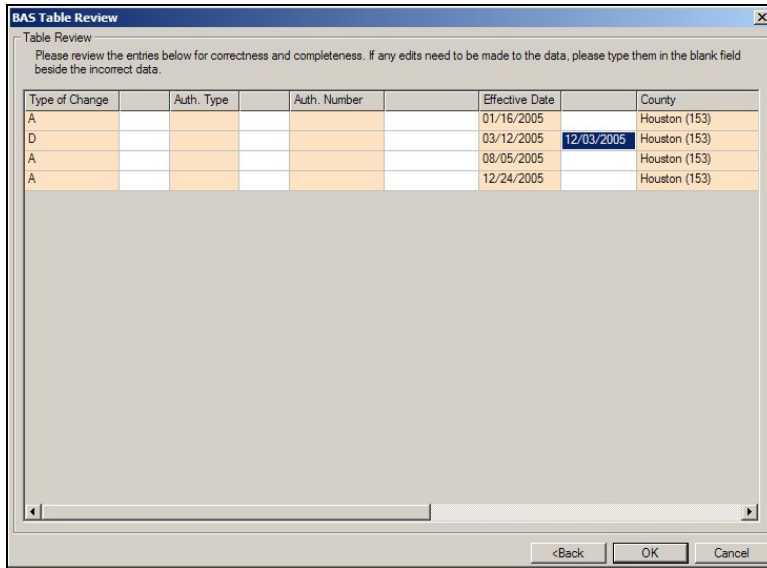 BAS Table Review
Table Review
Please review the entries below for correctness and completeness. If any edits need to be made to the data, please type them in the blank field
beside the incorrect data.
Type of Change Auth. Type Auth. Number Effective Date County
A 01/16/2005 Houston (153)
D 03/12/2005 12/03/2005 Houston (153)
A 08/05/2005 Houston (153)
A 12/24/2005 Houston (153)
<Back OK Cancel